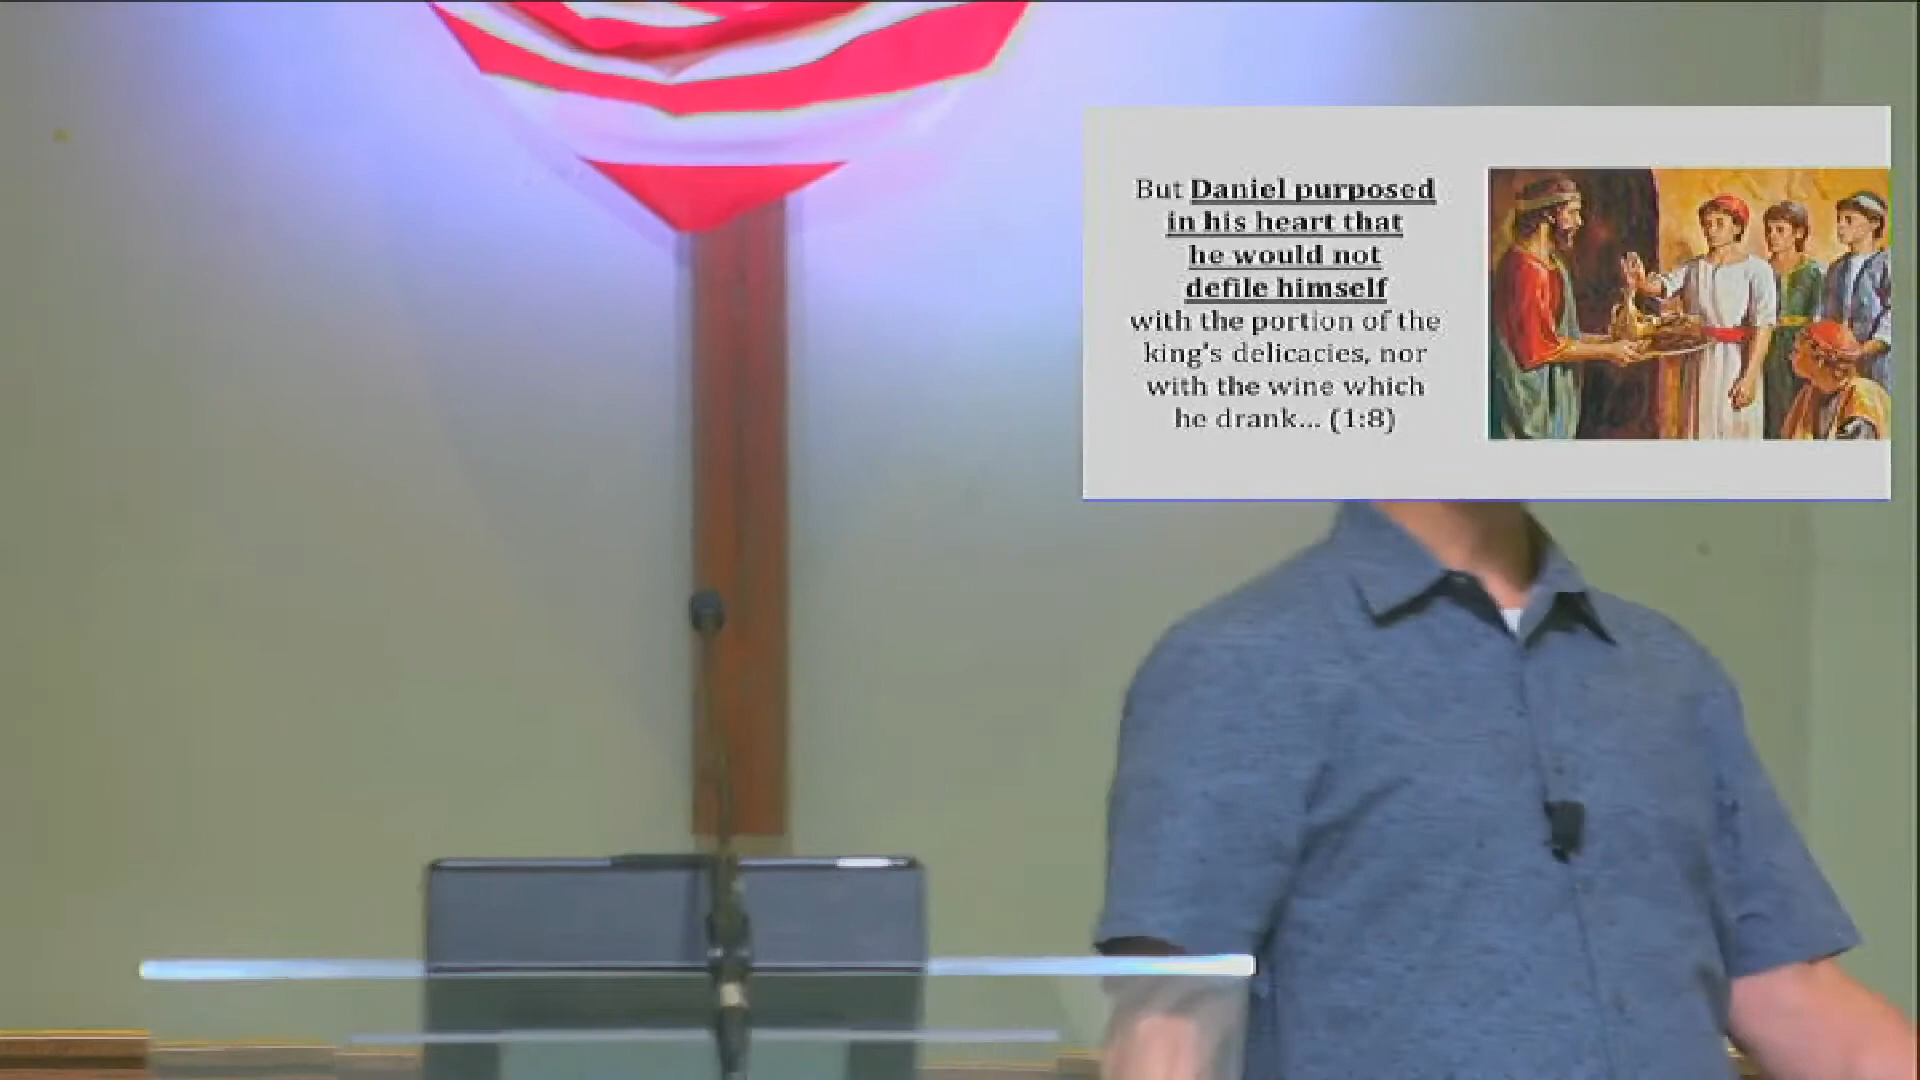 But Daniel purposed
in his heart that
he would not
defile himself
with the portion of the
king's delicacies, nor
with the wine which
he drank... (1:8)